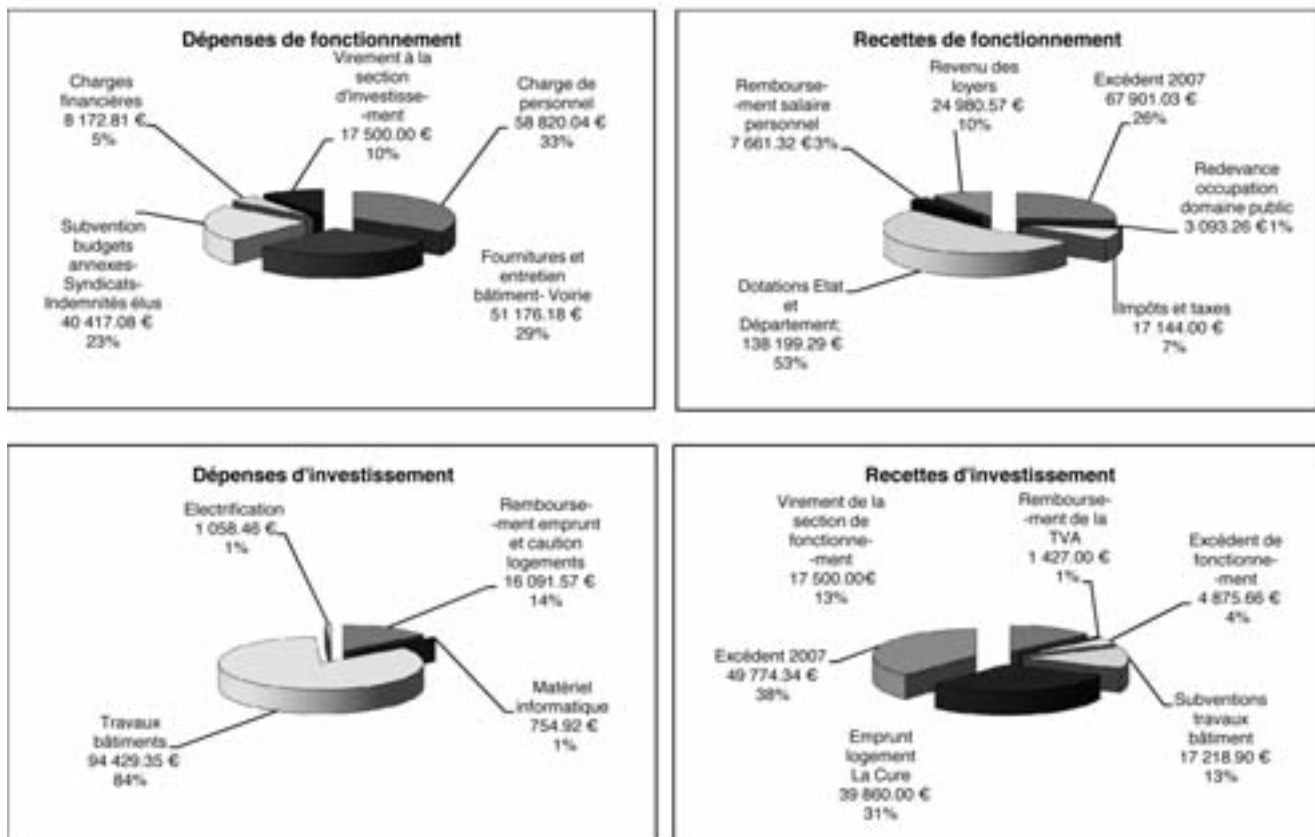 Dépenses de fonctionnement
Charges
financières
8 172.81 €
5%
Virement à la
section
d'investisse-
-ment
17 500.00 €
10%
Charge de
personnel
58 820.04 €
33%
Subvention
budgets
annexes-
Syndicats-
Indemnités élus
40 417.08 €
23%
Fournitures et
entretien
bâtiment- Voirie
51 176.18 €
29%
Recettes de fonctionnement
Rembourse-
-ment salaire
personnel
7 661.32 €3%
Revenu des
loyers
24 980.57 €
10%
Excédent 2007
67 901.03 €
26%
Redevance
occupation
domaine public
3 093.26 €1%
Dotations Etat
et
Département;
138 199.29 €
53%
Impôts et taxes
17 144.00 €
7%
Dépenses d'investissement
Electrification
1 058.46 €
1%
Rembourse-
-ment emprunt
et caution
logements
16 091.57 €
14%
Travaux
bâtiments
94 429.35 €
84%
Matériel
informatique
754.92 €
1%
Recettes d'investissement
Virement de la
section de
fonctionne-
-ment
17 500.00€
13%
Rembourse-
-ment de la
TVA
1 427.00 €
1%
Excédent de
fonctionne-
-ment
4 875.66 €
4%
Excédent 2007
49 774.34 €
38%
Emprunt
logement
La Cure
39 860.00 €
31%
Subventions
travaux
bâtiment
17 218.90 €
13%